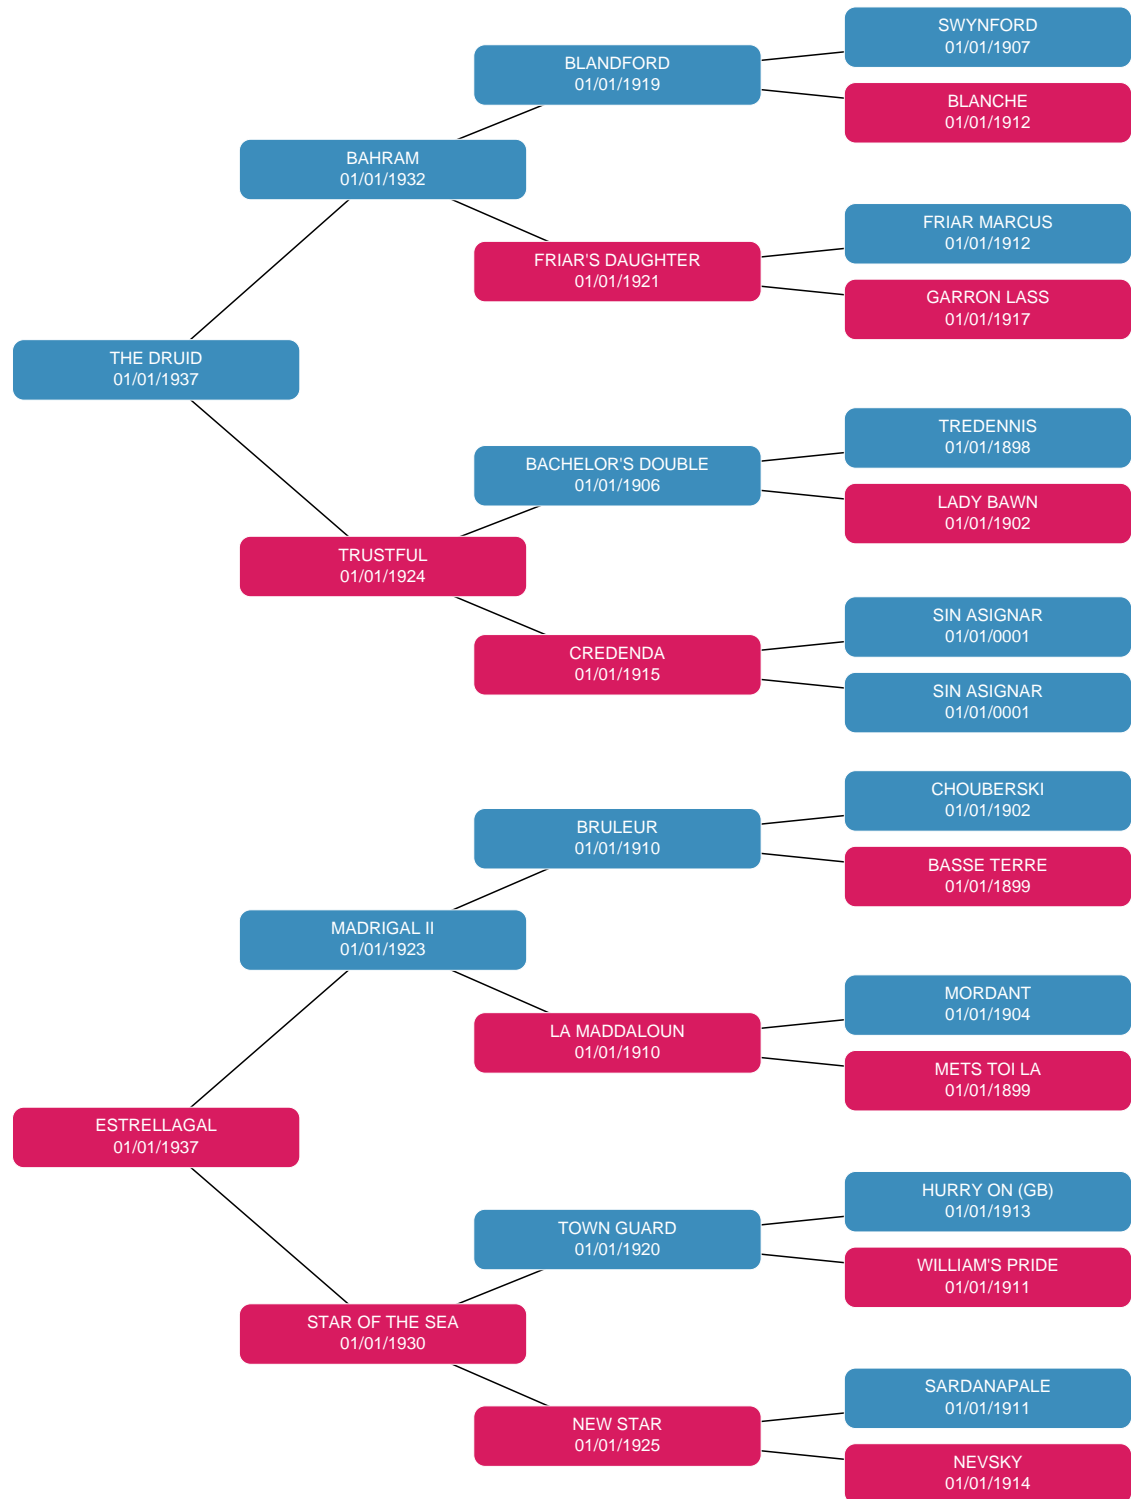 SWYNFORD
01/01/1907
BLANDFORD
01/01/1919
BLANCHE
01/01/1912
BAHRAM
01/01/1932
FRIAR MARCUS
01/01/1912
FRIAR'S DAUGHTER
01/01/1921
GARRON LASS
01/01/1917
THE DRUID
01/01/1937
TREDENNIS
01/01/1898
BACHELOR'S DOUBLE
01/01/1906
LADY BAWN
01/01/1902
TRUSTFUL
01/01/1924
SIN ASIGNAR
01/01/0001
CREDENDA
01/01/1915
SIN ASIGNAR
01/01/0001
CHOUBERSKI
01/01/1902
BRULEUR
01/01/1910
BASSE TERRE
01/01/1899
MADRIGAL II
01/01/1923
MORDANT
01/01/1904
LA MADDALOUN
01/01/1910
METS TOI LA
01/01/1899
ESTRELLAGAL
01/01/1937
HURRY ON (GB)
01/01/1913
TOWN GUARD
01/01/1920
WILLIAM'S PRIDE
01/01/1911
STAR OF THE SEA
01/01/1930
SARDANAPALE
01/01/1911
NEW STAR
01/01/1925
NEVSKY
01/01/1914